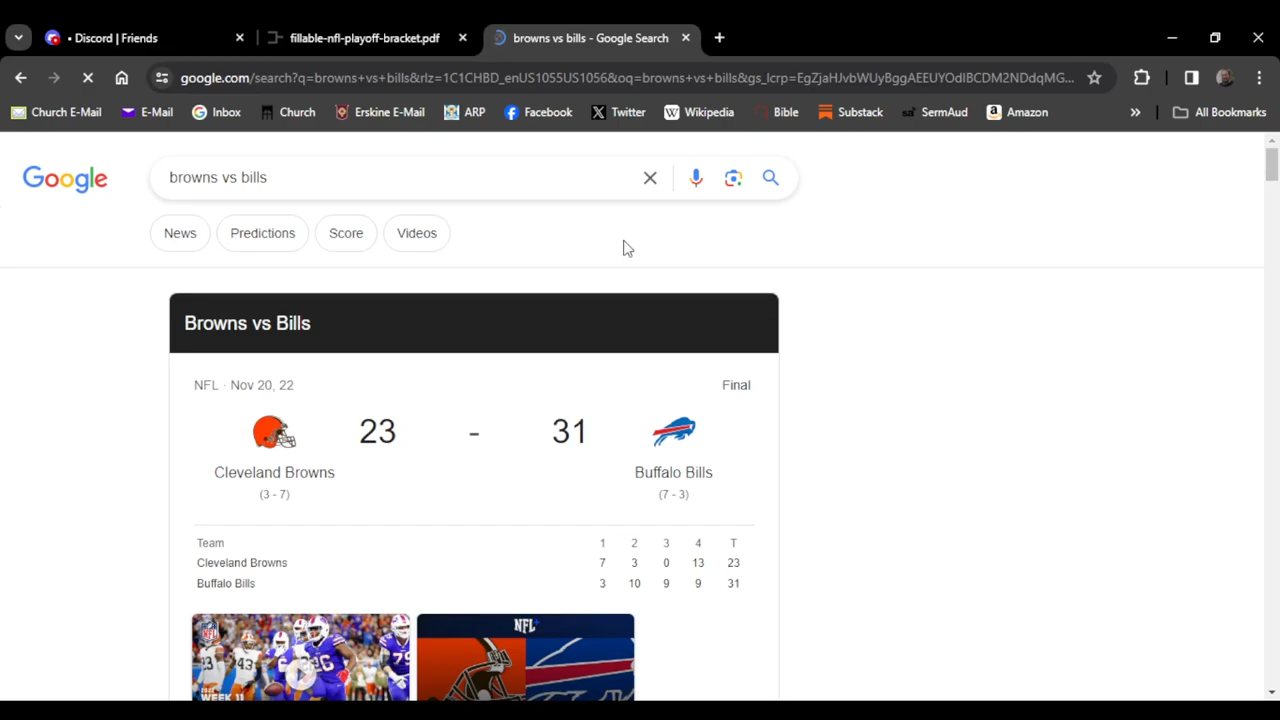 • Discord | Friends
fillable-nfl-playoff-bracket.pdf
browns vs bills - Google Search
google.com/search?q=browns+vs+bills&rlz=1C1CHBD_enUS1055US1056&oq=browns+vs+bills&gs_lcrp=EgZjaHJvbWUyBggAEEUYOdIBCDM2NDdqMG...
Church E-Mail
E-Mail
Inbox
Church
Erskine E-Mail
ARP
Facebook
Twitter
Wikipedia
Bible
Substack
SermAud
Amazon
»
All Bookmarks
Google
browns vs bills
News
Predictions
Score
Videos
Browns vs Bills
NFL · Nov 20, 22
Final
23 - 31
Cleveland Browns
Buffalo Bills
(3 - 7)
(7 - 3)
Team 1 2 3 4 T
Cleveland Browns 7 3 0 13 23
Buffalo Bills 3 10 9 9 31
NFL+
WEEK 11